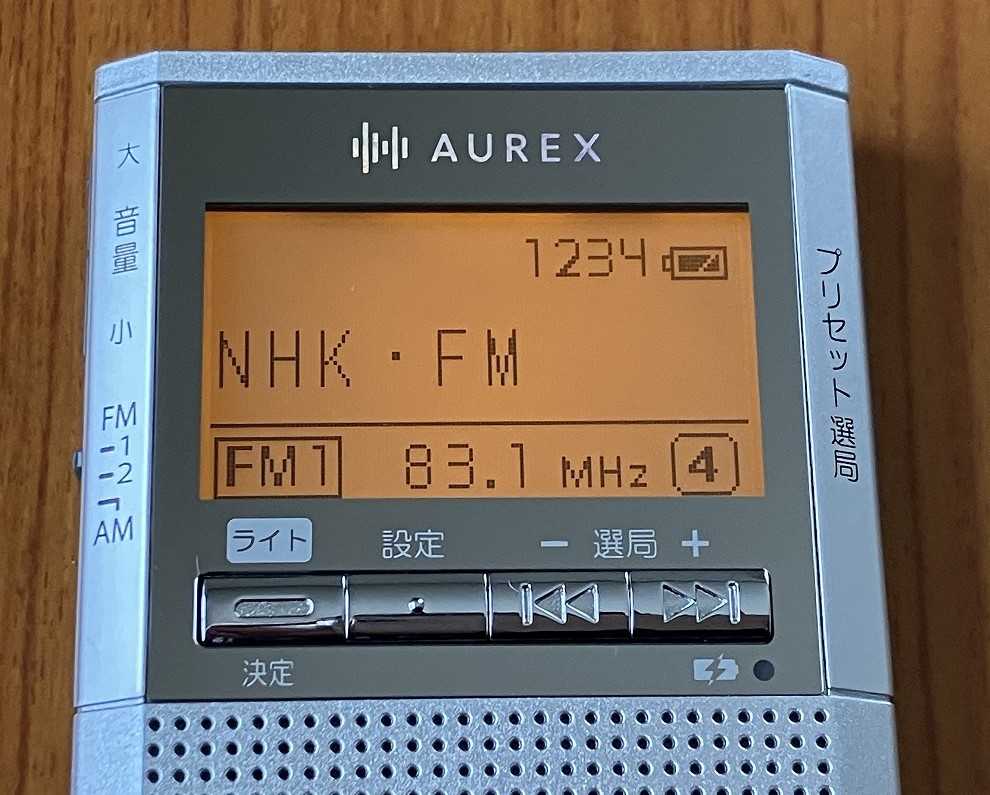 AUREX
大
音量
小
FM
1
2
AM
1234
NHK・FM
FM1 83.1 MHz 4
プリセット選局
ライト 設定 − 選局 +
決定